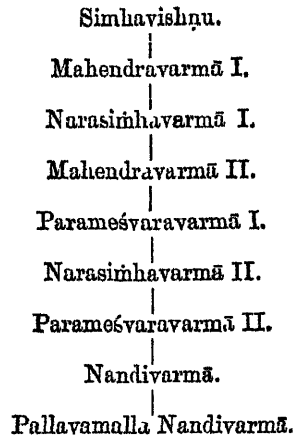 Simhavishṇu.
Mahendravarmā I.
Narasiṁhavarmā I.
Mahendravarmā II.
Parameśvaravarmā I.
Narasiṁhavarmā II.
Parameśvaravarmā II.
Nandivarmā.
Pallavamalla Nandivarmā.